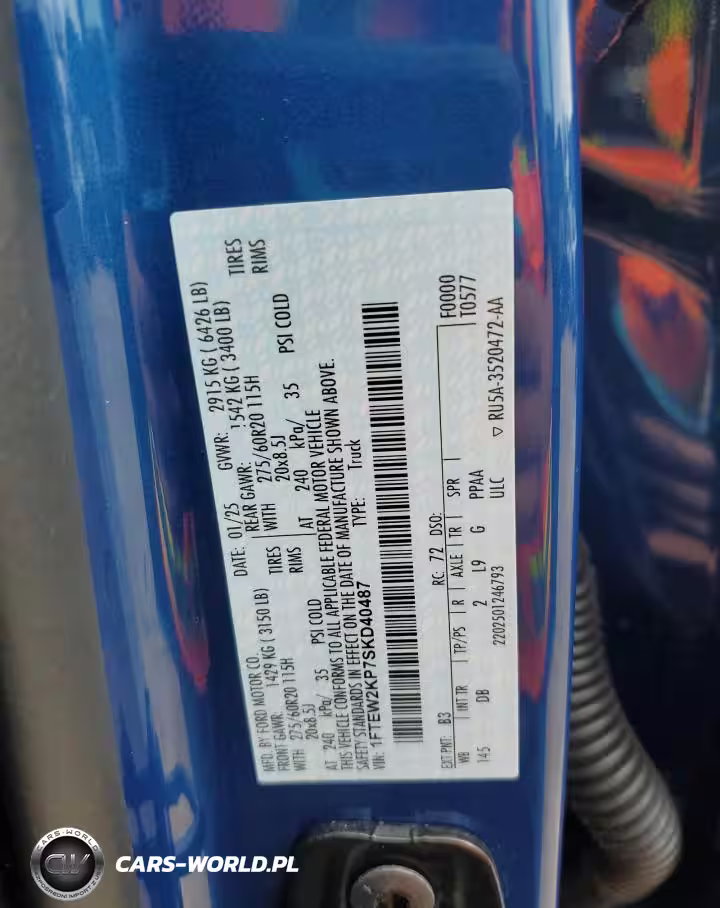 MFD. BY FORD MOTOR CO.
DATE: 01/25 GVWR: 2915 KG ( 6426 LB)
FRONT GAWR: 1429 KG ( 3150 LB)
REAR GAWR: 1542 KG ( 3400 LB)
WITH 275/60R20 115H TIRES
WITH 275/60R20 115H TIRES
20x8.5J RIMS
20x8.5J RIMS
AT 240 kPa/ 35 PSI COLD
AT 240 kPa/ 35 PSI COLD
THIS VEHICLE CONFORMS TO ALL APPLICABLE FEDERAL MOTOR VEHICLE
SAFETY STANDARDS IN EFFECT ON THE DATE OF MANUFACTURE SHOWN ABOVE.
VIN: 1FTEW2KP7SKD40487
TYPE: Truck
EXT PNT: B3 RC: 72 DSO: F0000
WB INT TR TP/PS R AXLE TR SPR T0577
145 DB 2 L9 G PPAA
2202501246793 ULC ▽ RU5A-3520472-AA
CARS-WORLD
CW
CARS-WORLD.PL